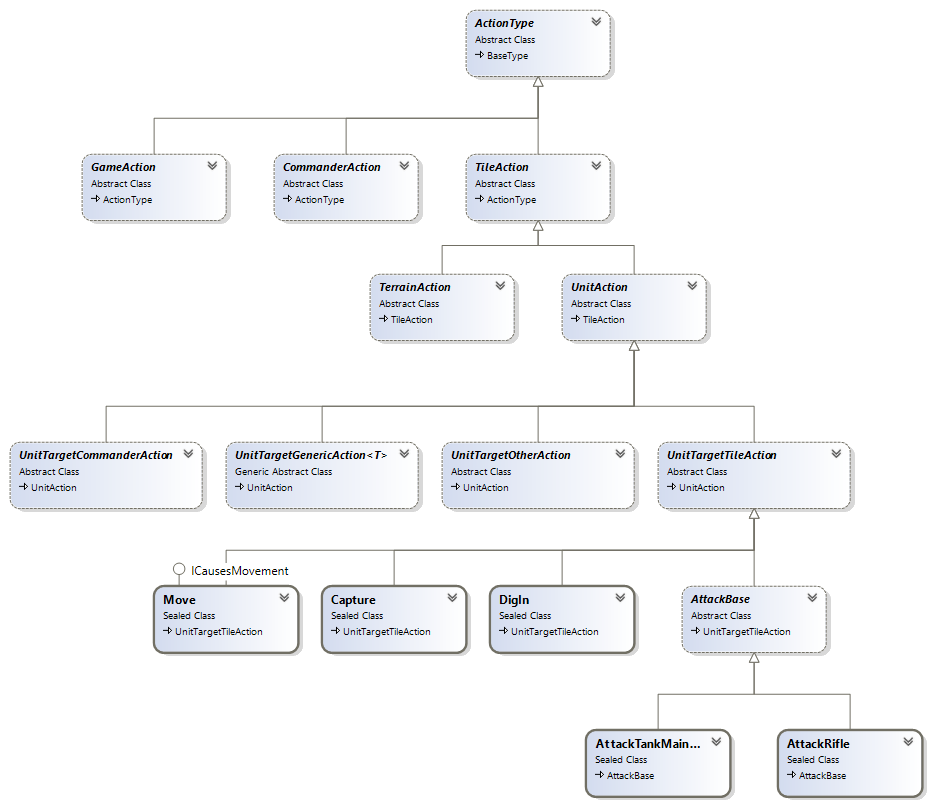 ActionType
Abstract Class
BaseType
GameAction
Abstract Class
ActionType
CommanderAction
Abstract Class
ActionType
TileAction
Abstract Class
ActionType
TerrainAction
Abstract Class
TileAction
UnitAction
Abstract Class
TileAction
UnitTargetCommanderAction
Abstract Class
UnitAction
UnitTargetGenericAction<T>
Generic Abstract Class
UnitAction
UnitTargetOtherAction
Abstract Class
UnitAction
UnitTargetTileAction
Abstract Class
UnitAction
ICausesMovement
Move
Sealed Class
UnitTargetTileAction
Capture
Sealed Class
UnitTargetTileAction
DigIn
Sealed Class
UnitTargetTileAction
AttackBase
Abstract Class
UnitTargetTileAction
AttackTankMain...
Sealed Class
AttackBase
AttackRifle
Sealed Class
AttackBase